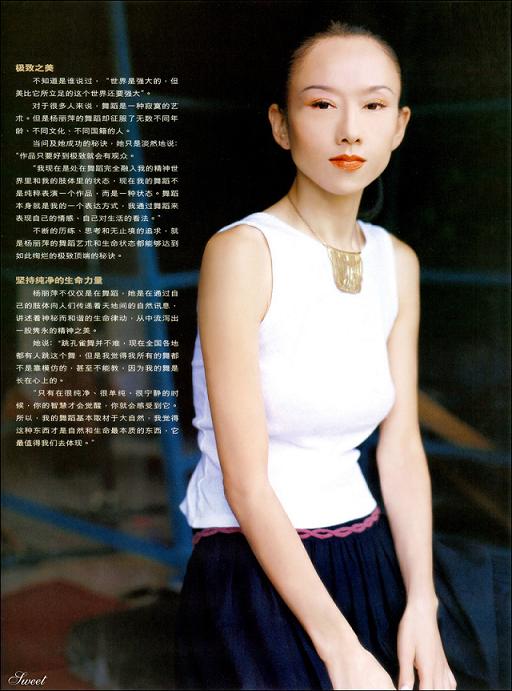 极致之美
不知道是谁说过，“世界是强大的，但
美比它所立足的这个世界还要强大”。
对于很多人来说，舞蹈是一种寂寞的艺
术。但是杨丽萍的舞蹈却征服了无数不同年
龄、不同文化、不同国籍的人。
当问及她成功的秘诀，她只是淡然地说：
“作品只要好到极致就会有观众。
“我现在是处在舞蹈完全融入我的精神世
界里和我的肢体里的状态，现在我的舞蹈不
是纯粹表演一个作品，而是一种状态。舞蹈
本身就是我的一个表达方式，我通过舞蹈来
表现自己的情感、自己对生活的看法。”
不断的历练、思考和无止境的追求，就
是杨丽萍的舞蹈艺术和生命状态都能够达到
如此绚烂的极致顶端的秘诀。
坚持纯净的生命力量
杨丽萍不仅仅是在舞蹈，她是在通过自
己的肢体向人们传递着天地间的自然讯息，
讲述着神秘而和谐的生命律动，从中流泻出
一股隽永的精神之美。
她说：“跳孔雀舞并不难，现在全国各地
都有人跳这个舞，但是我觉得我所有的舞都
不是靠模仿的，甚至不能教，因为我的舞是
长在心上的。
“只有在很纯净、很单纯、很宁静的时
候，你的智慧才会觉醒，你就会感受到它。
所以，我的舞蹈基本取材于大自然，我觉得
这种东西才是自然和生命最本质的东西，它
最值得我们去体现。”
Sweet